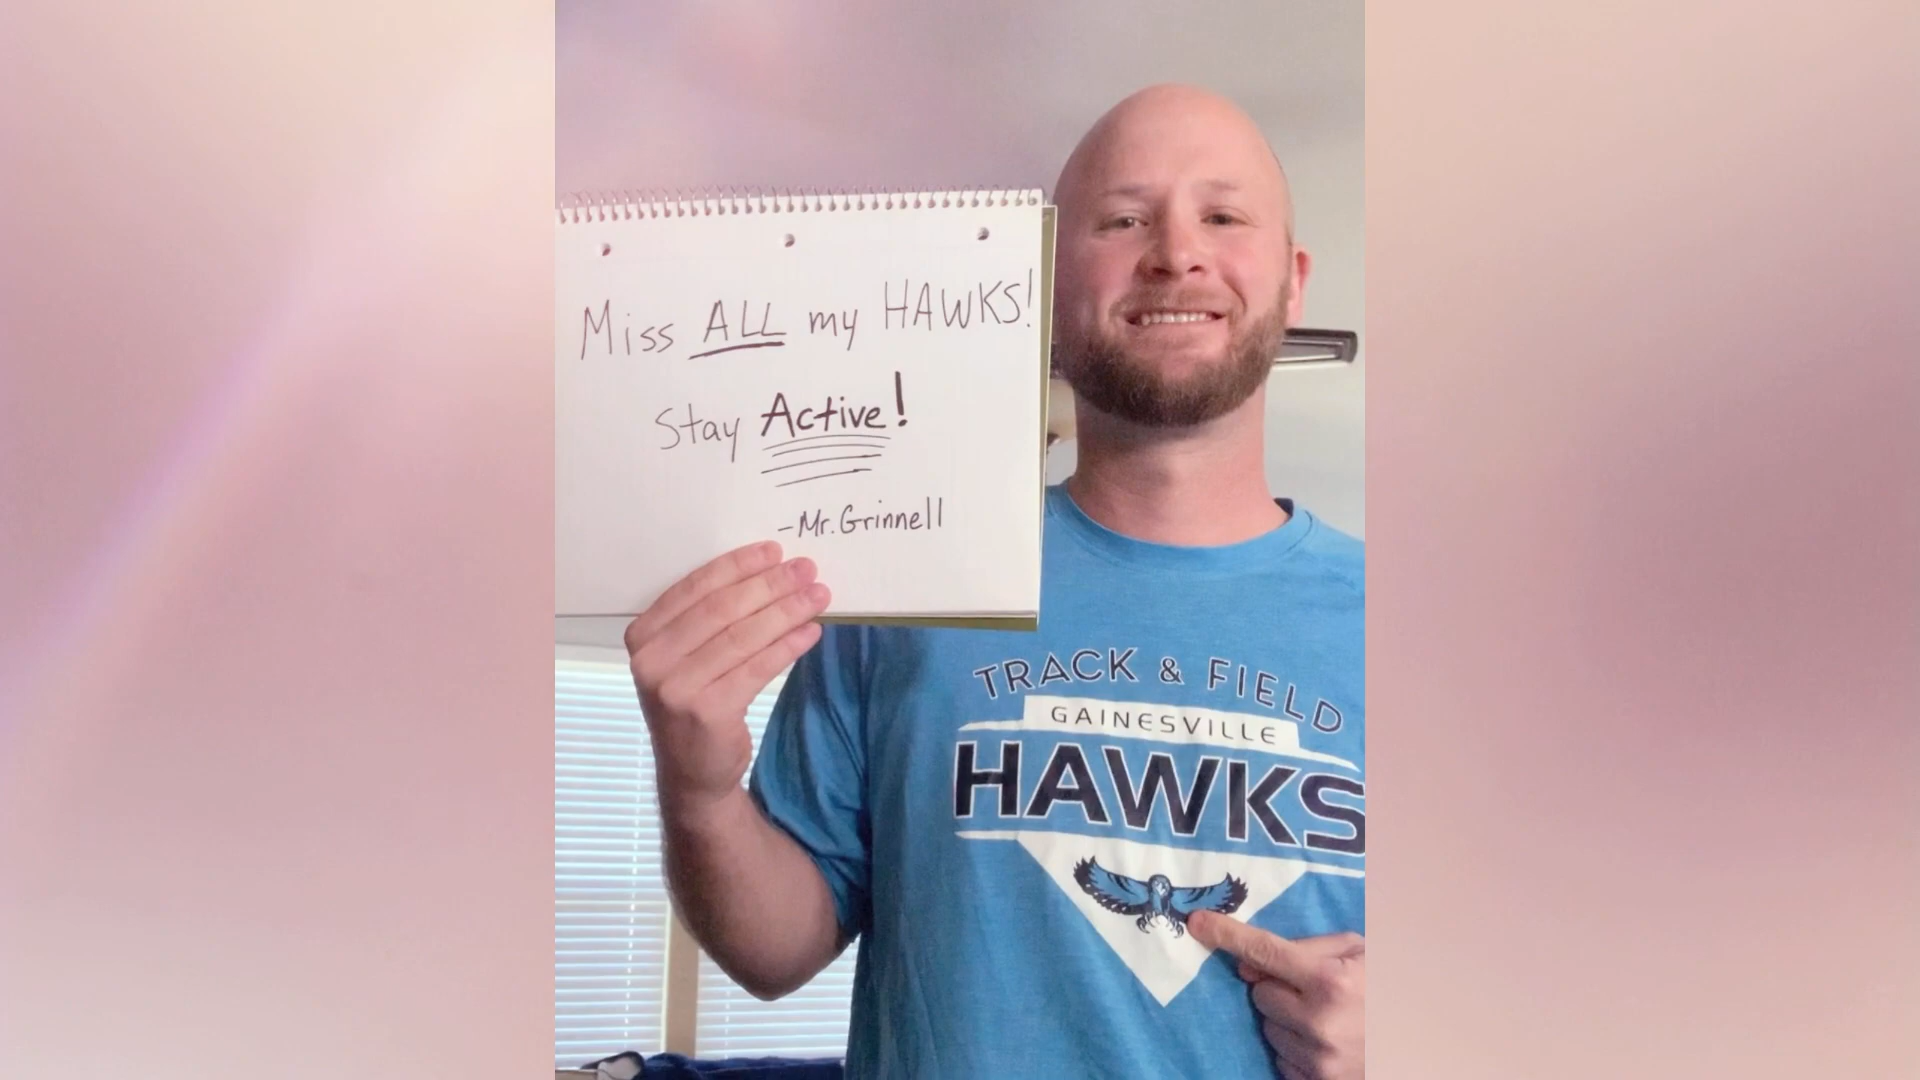 Miss ALL my HAWKS!
Stay Active!
-Mr. Grinnell
TRACK & FIELD
GAINESVILLE
HAWKS